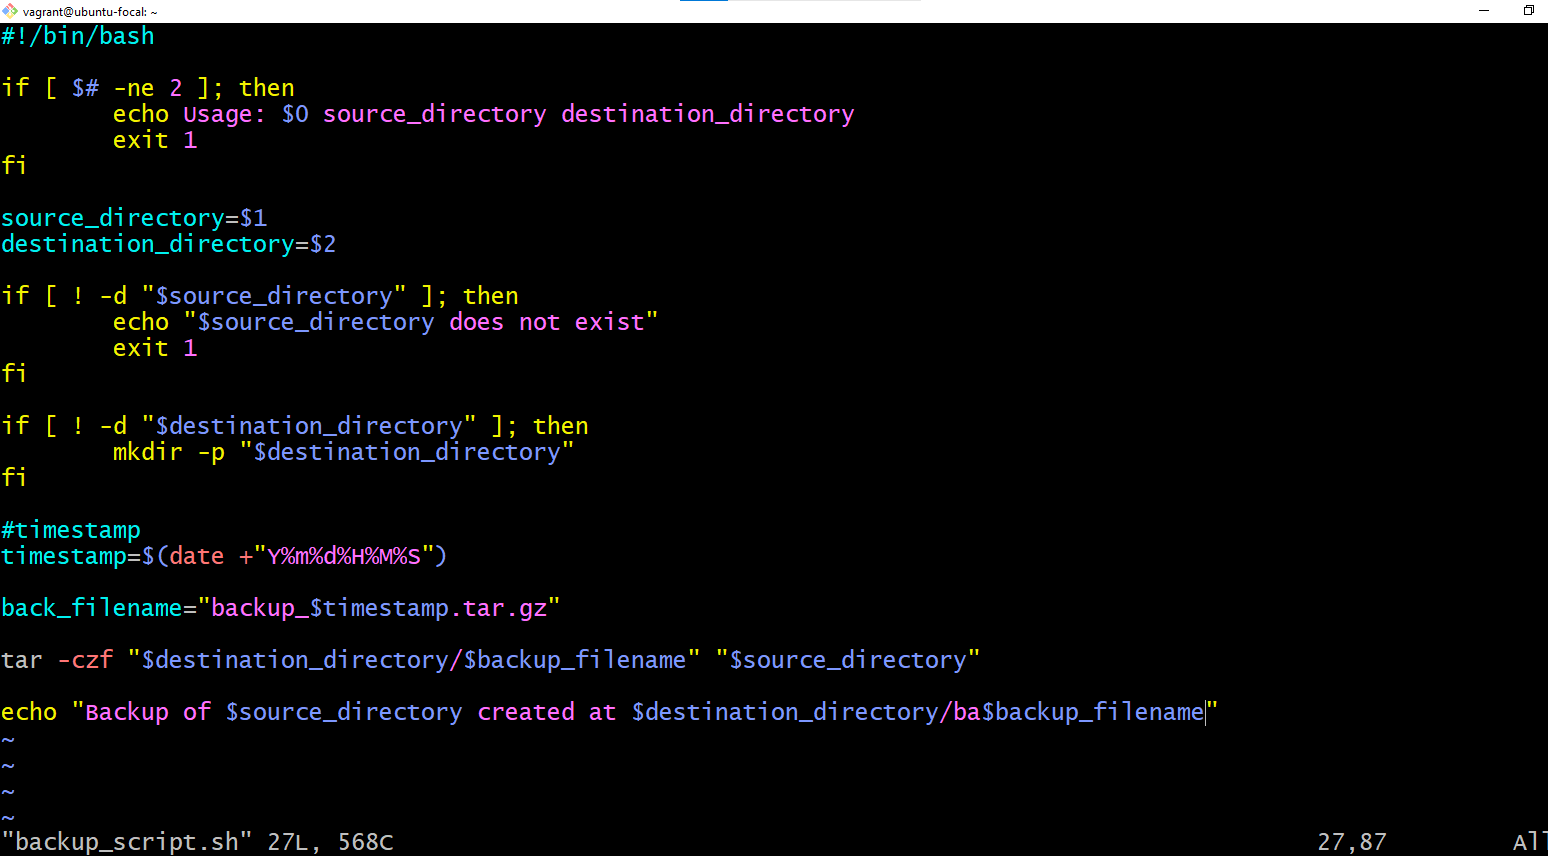 vagrant@ubuntu-focal: ~
#!/bin/bash
if [ $# -ne 2 ]; then
echo Usage: $0 source_directory destination_directory
exit 1
fi
source_directory=$1
destination_directory=$2
if [ ! -d "$source_directory" ]; then
echo "$source_directory does not exist"
exit 1
fi
if [ ! -d "$destination_directory" ]; then
mkdir -p "$destination_directory"
fi
#timestamp
timestamp=$(date +"Y%m%d%H%M%S")
back_filename="backup_$timestamp.tar.gz"
tar -czf "$destination_directory/$backup_filename" "$source_directory"
echo "Backup of $source_directory created at $destination_directory/ba$backup_filename"
~
~
~
~
"backup_script.sh" 27L, 568C 27,87 All